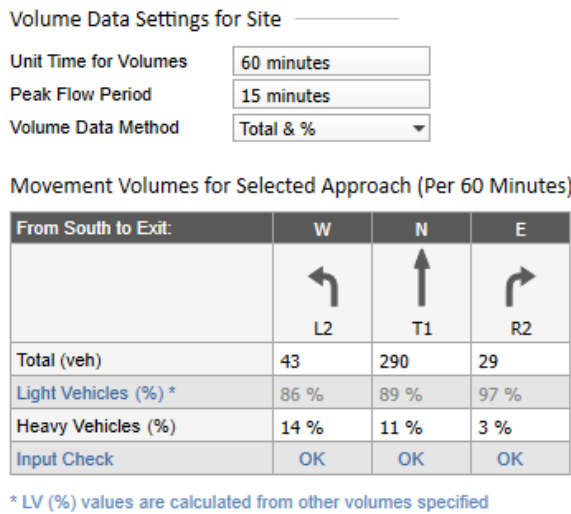 Volume Data Settings for Site
Unit Time for Volumes 60 minutes
Peak Flow Period 15 minutes
Volume Data Method Total & %
Movement Volumes for Selected Approach (Per 60 Minutes)
From South to Exit: W N E
L2 T1 R2
Total (veh) 43 290 29
Light Vehicles (%) * 86 % 89 % 97 %
Heavy Vehicles (%) 14 % 11 % 3 %
Input Check OK OK OK
* LV (%) values are calculated from other volumes specified